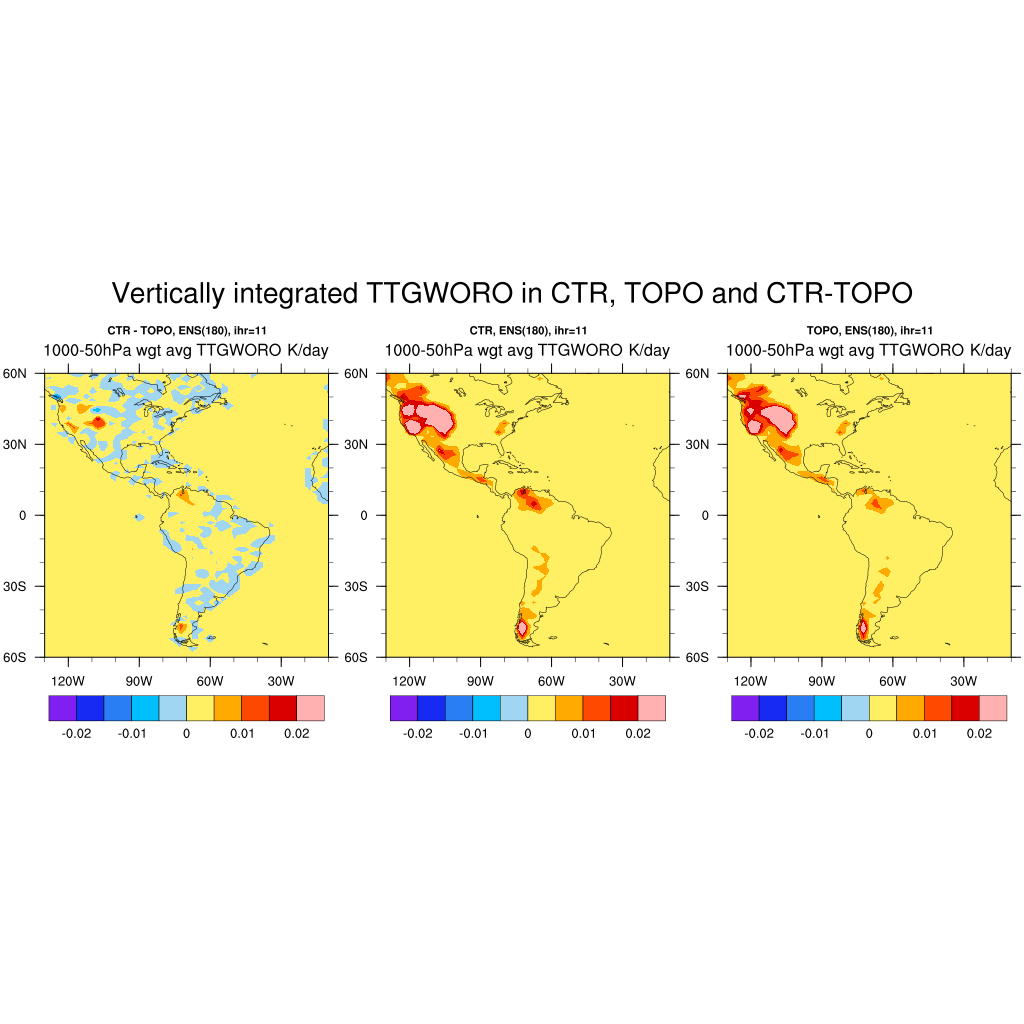 Vertically integrated TTGWORO in CTR, TOPO and CTR-TOPO
CTR - TOPO, ENS(180), ihr=11
1000-50hPa wgt avg TTGWORO K/day
60N
30N
0
30S
60S
120W 90W 60W 30W
-0.02 -0.01 0 0.01 0.02
CTR, ENS(180), ihr=11
1000-50hPa wgt avg TTGWORO K/day
60N
30N
0
30S
60S
120W 90W 60W 30W
-0.02 -0.01 0 0.01 0.02
TOPO, ENS(180), ihr=11
1000-50hPa wgt avg TTGWORO K/day
60N
30N
0
30S
60S
120W 90W 60W 30W
-0.02 -0.01 0 0.01 0.02